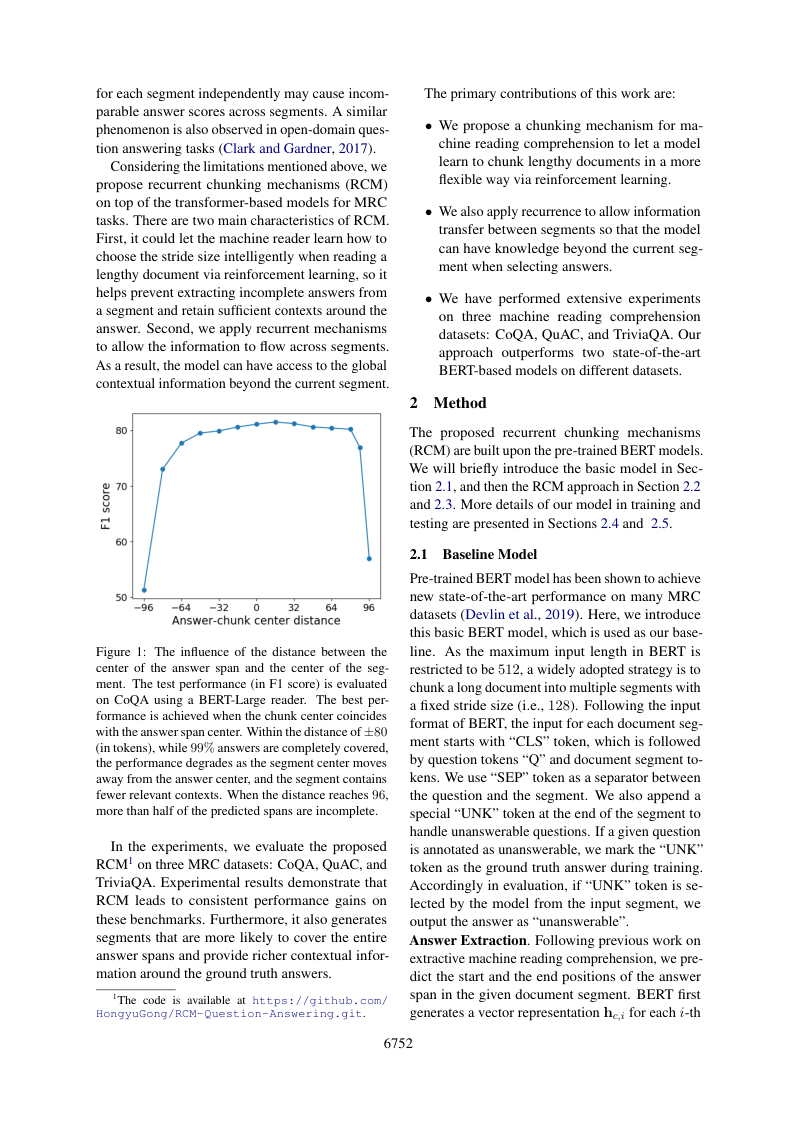 for each segment independently may cause incom-
parable answer scores across segments. A similar
phenomenon is also observed in open-domain ques-
tion answering tasks (Clark and Gardner, 2017).
Considering the limitations mentioned above, we
propose recurrent chunking mechanisms (RCM)
on top of the transformer-based models for MRC
tasks. There are two main characteristics of RCM.
First, it could let the machine reader learn how to
choose the stride size intelligently when reading a
lengthy document via reinforcement learning, so it
helps prevent extracting incomplete answers from
a segment and retain sufficient contexts around the
answer. Second, we apply recurrent mechanisms
to allow the information to flow across segments.
As a result, the model can have access to the global
contextual information beyond the current segment.
80
70
60
50
F1 score
−96 −64 −32 0 32 64 96
Answer-chunk center distance
Figure 1: The influence of the distance between the
center of the answer span and the center of the seg-
ment. The test performance (in F1 score) is evaluated
on CoQA using a BERT-Large reader. The best per-
formance is achieved when the chunk center coincides
with the answer span center. Within the distance of ±80
(in tokens), while 99% answers are completely covered,
the performance degrades as the segment center moves
away from the answer center, and the segment contains
fewer relevant contexts. When the distance reaches 96,
more than half of the predicted spans are incomplete.
In the experiments, we evaluate the proposed
RCM1 on three MRC datasets: CoQA, QuAC, and
TriviaQA. Experimental results demonstrate that
RCM leads to consistent performance gains on
these benchmarks. Furthermore, it also generates
segments that are more likely to cover the entire
answer spans and provide richer contextual infor-
mation around the ground truth answers.
1The code is available at https://github.com/
HongyuGong/RCM-Question-Answering.git.
The primary contributions of this work are:
• We propose a chunking mechanism for ma-
chine reading comprehension to let a model
learn to chunk lengthy documents in a more
flexible way via reinforcement learning.
• We also apply recurrence to allow information
transfer between segments so that the model
can have knowledge beyond the current seg-
ment when selecting answers.
• We have performed extensive experiments
on three machine reading comprehension
datasets: CoQA, QuAC, and TriviaQA. Our
approach outperforms two state-of-the-art
BERT-based models on different datasets.
2 Method
The proposed recurrent chunking mechanisms
(RCM) are built upon the pre-trained BERT models.
We will briefly introduce the basic model in Sec-
tion 2.1, and then the RCM approach in Section 2.2
and 2.3. More details of our model in training and
testing are presented in Sections 2.4 and 2.5.
2.1 Baseline Model
Pre-trained BERT model has been shown to achieve
new state-of-the-art performance on many MRC
datasets (Devlin et al., 2019). Here, we introduce
this basic BERT model, which is used as our base-
line. As the maximum input length in BERT is
restricted to be 512, a widely adopted strategy is to
chunk a long document into multiple segments with
a fixed stride size (i.e., 128). Following the input
format of BERT, the input for each document seg-
ment starts with “CLS” token, which is followed
by question tokens “Q” and document segment to-
kens. We use “SEP” token as a separator between
the question and the segment. We also append a
special “UNK” token at the end of the segment to
handle unanswerable questions. If a given question
is annotated as unanswerable, we mark the “UNK”
token as the ground truth answer during training.
Accordingly in evaluation, if “UNK” token is se-
lected by the model from the input segment, we
output the answer as “unanswerable”.
Answer Extraction. Following previous work on
extractive machine reading comprehension, we pre-
dict the start and the end positions of the answer
span in the given document segment. BERT first
generates a vector representation hc,i for each i-th
6752